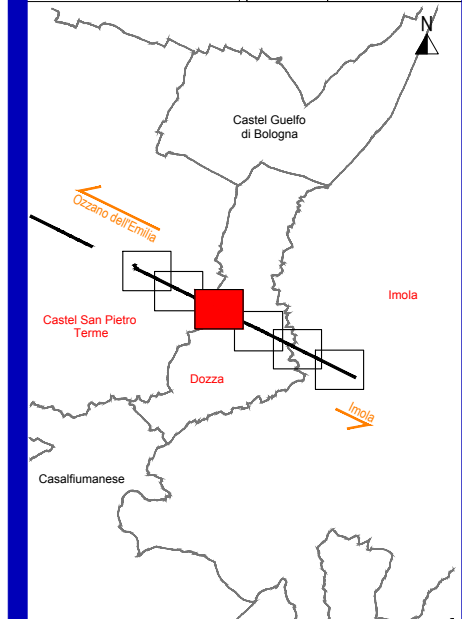 N
Castel Guelfo
di Bologna
Ozzano dell'Emilia
Imola
Castel San Pietro
Terme
Dozza
Imola
Casalfiumanese